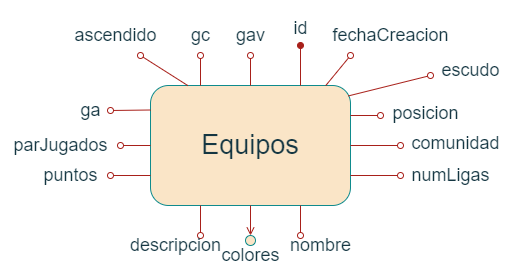 ascendido
gc
gav
id
fechaCreacion
escudo
ga
posicion
parJugados
Equipos
comunidad
puntos
numLigas
descripcion
colores
nombre